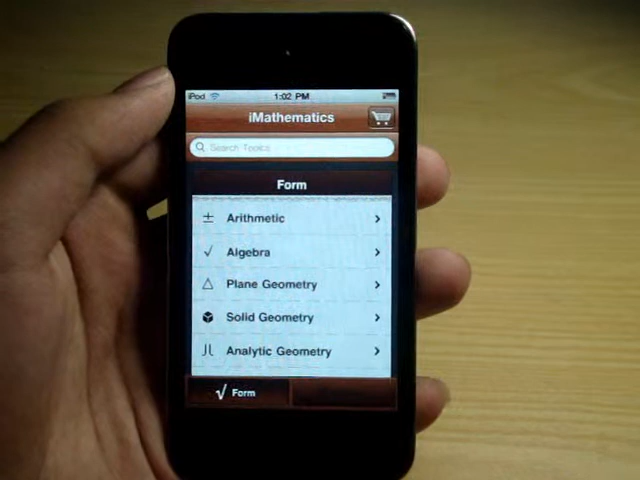 iPod 1:02 PM
iMathematics
Search Topics
Form
± Arithmetic
√ Algebra
Plane Geometry
Solid Geometry
Analytic Geometry
√ Form